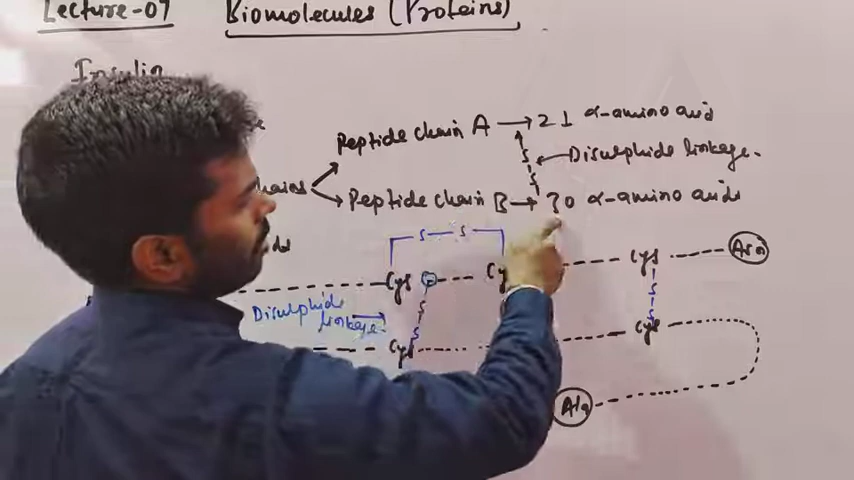 Lecture-07 Biomolecules (Proteins)
Insulin
Peptide chain A → 21 α-amino acid
S
S
Disulphide linkage.
Peptide chain B → 30 α-amino acids
S—S
Cys Cys Asn
S
S
Disulphide linkage.
S
S
Cys Cys
Ala